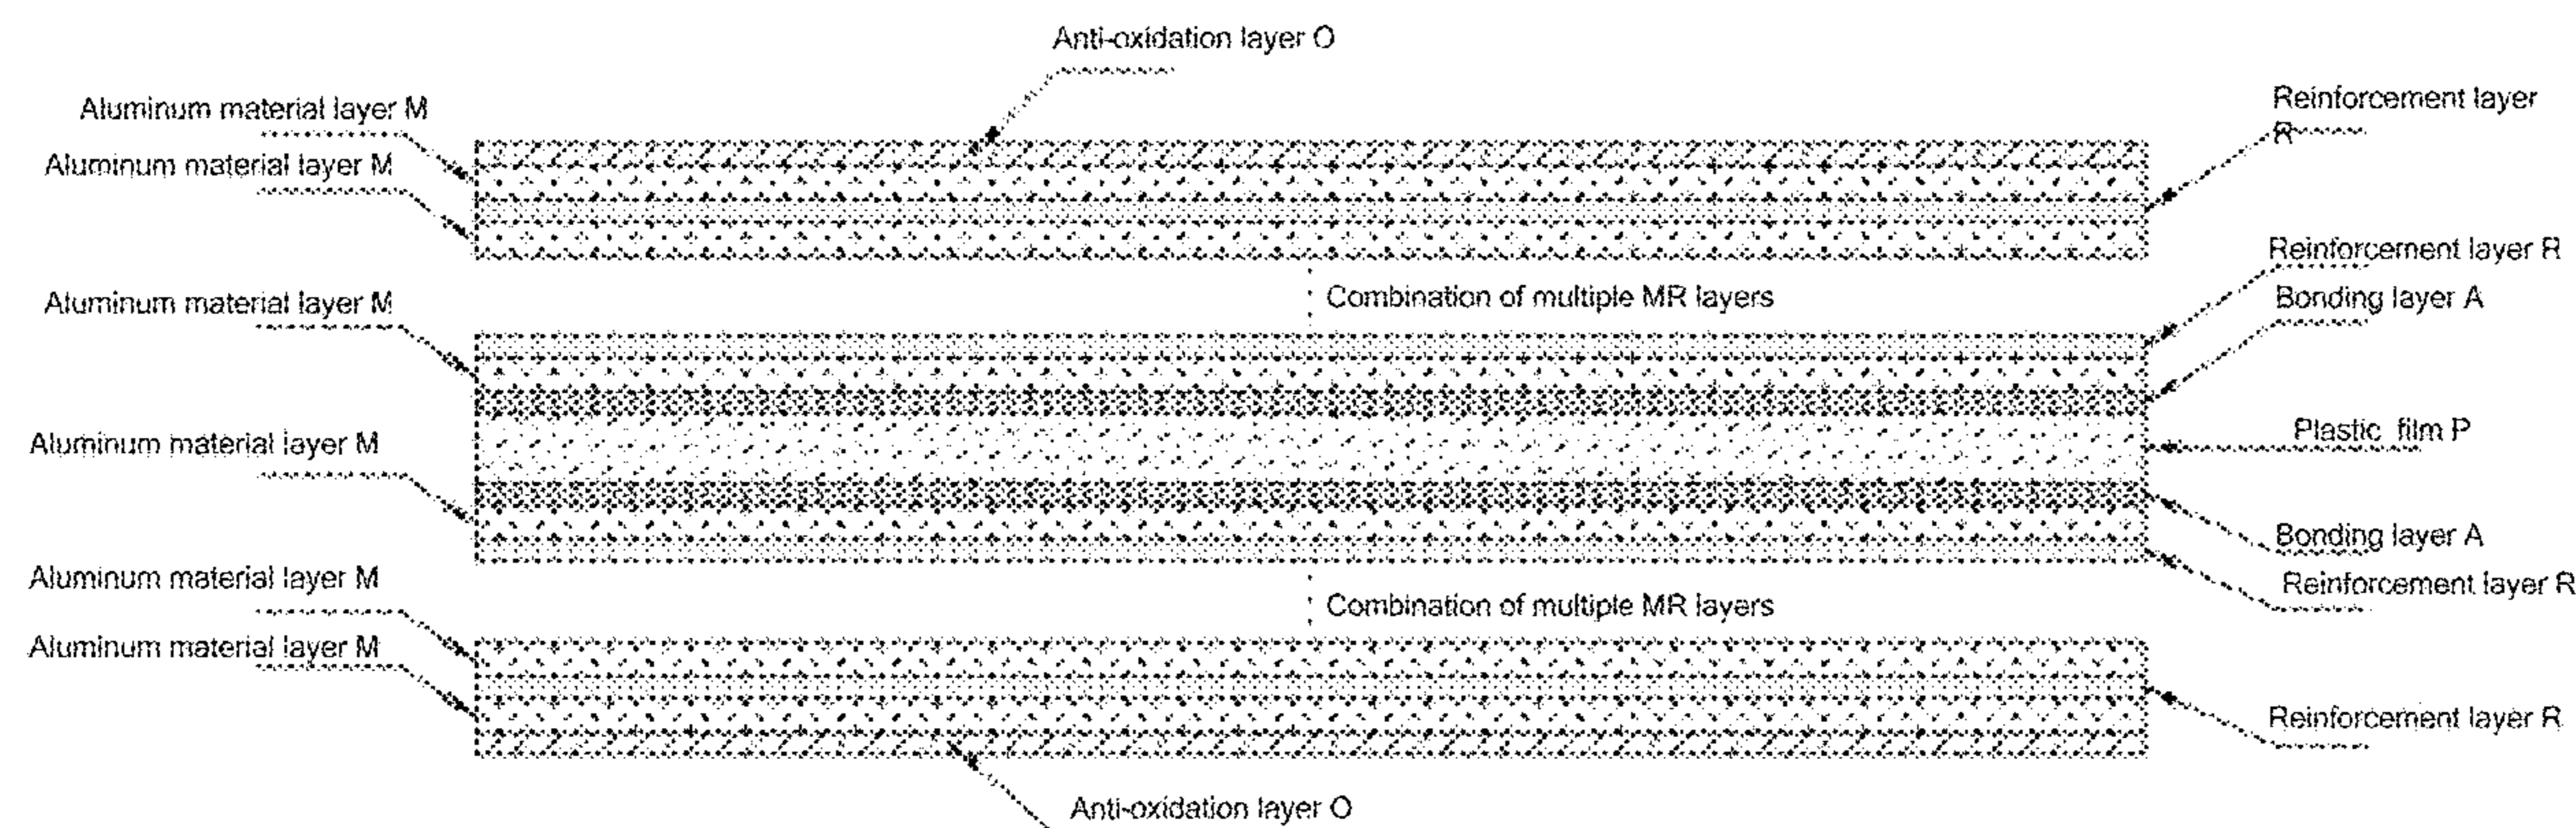 Anti-oxidation layer O
Aluminum material layer M
Reinforcement layer
R
Aluminum material layer M
Reinforcement layer R
Aluminum material layer M
Combination of multiple MR layers
Bonding layer A
Aluminum material layer M
Plastic film P
Bonding layer A
Aluminum material layer M
Reinforcement layer R
Combination of multiple MR layers
Aluminum material layer M
Reinforcement layer R
Anti-oxidation layer O